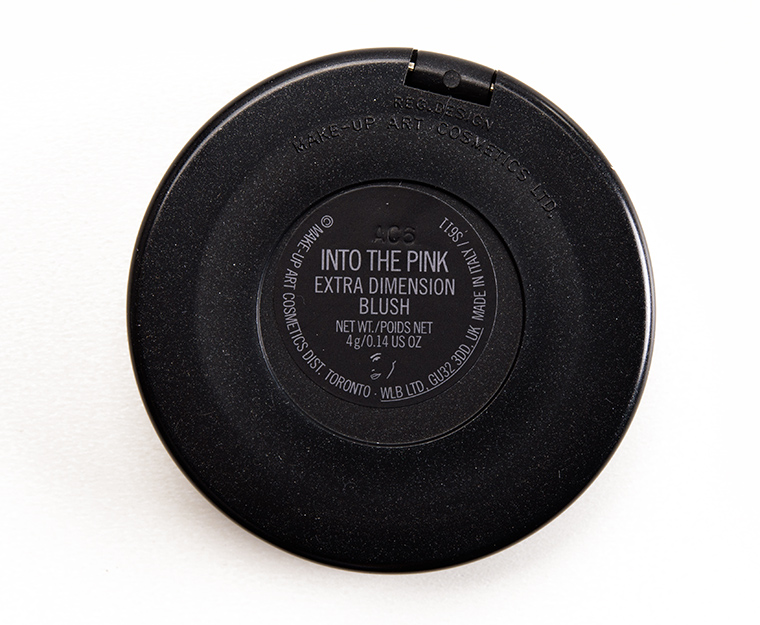 REG.DESIGN
MAKE-UP ART COSMETICS LTD.
AC6
INTO THE PINK
EXTRA DIMENSION
BLUSH
NET WT./POIDS NET
4g/0.14 US OZ
© MAKE-UP ART COSMETICS DIST. TORONTO · WLB LTD, GU32 3DD, UK MADE IN ITALY / S611